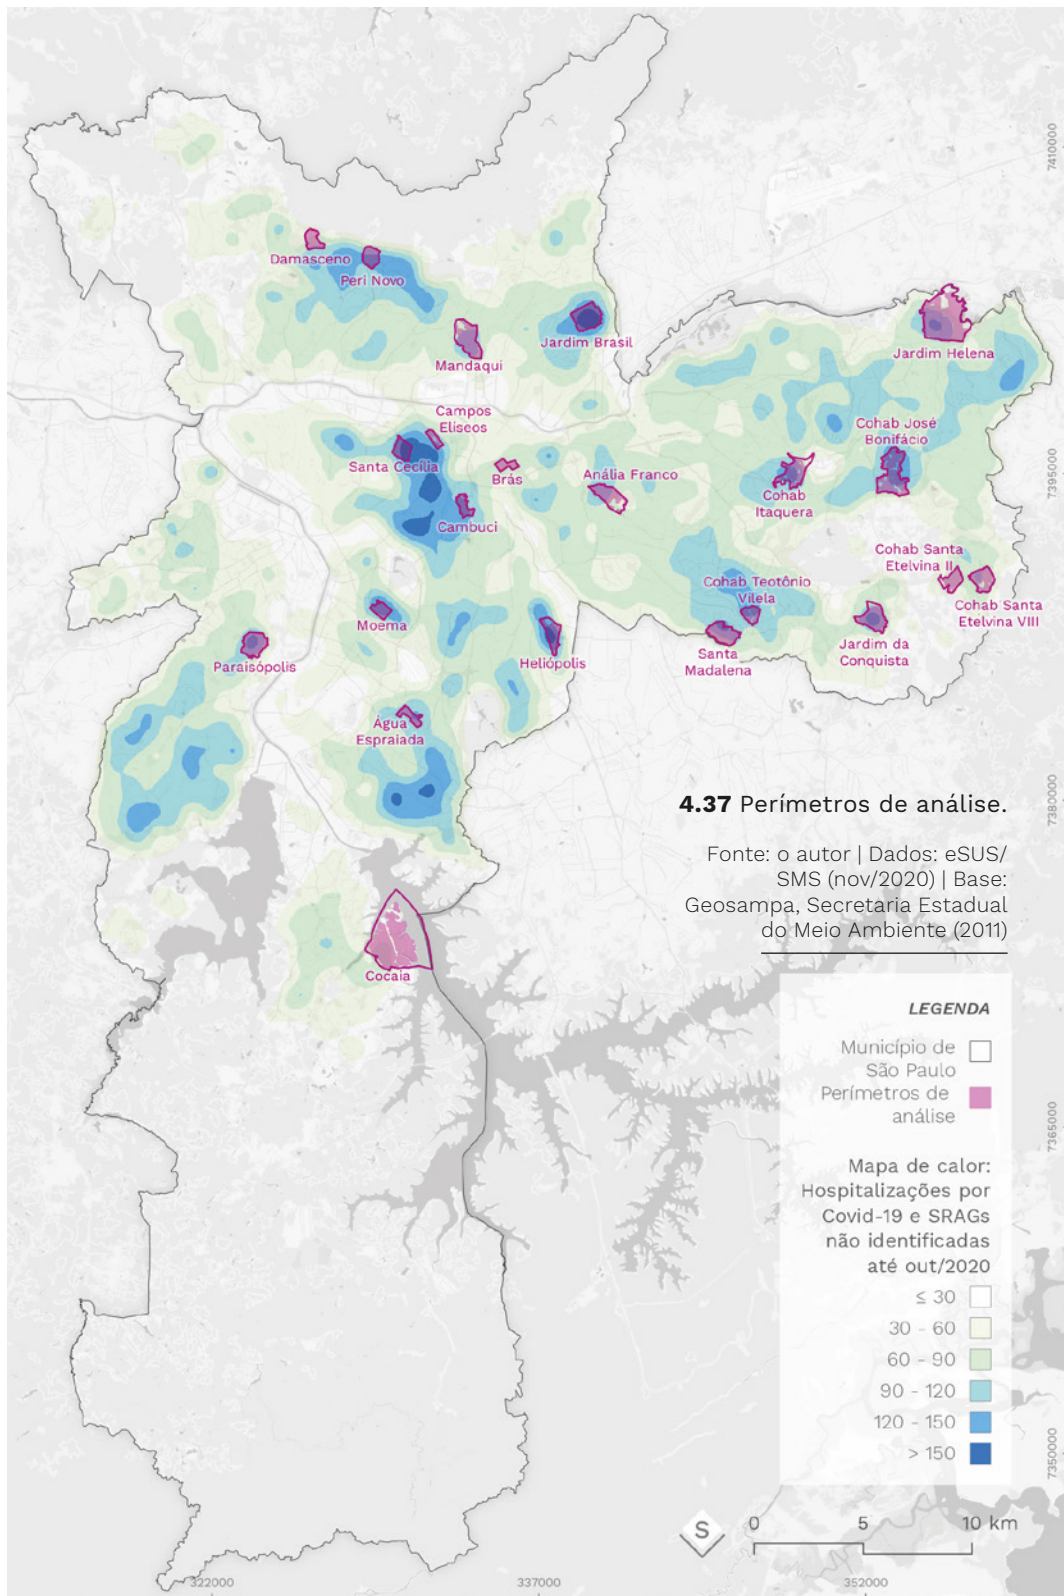 7410000
Damasceno
Peri Novo
Jardim Brasil
Mandaqui
Jardim Helena
Campos
Elíseos
Santa Cecília
Brás
Anália Franco
Cohab José
Bonifácio
Cohab
Itaquera
7395000
Cambuci
Cohab Santa
Etelvina II
Cohab Santa
Etelvina VIII
Cohab Teotônio
Vilela
Moema
Heliópolis
Santa
Madalena
Jardim da
Conquista
Paraisópolis
Água
Espraiada
7380000
4.37 Perímetros de análise.
Fonte: o autor | Dados: eSUS/
SMS (nov/2020) | Base:
Geosampa, Secretaria Estadual
do Meio Ambiente (2011)
Cocaia
LEGENDA
Município de
São Paulo
Perímetros de
análise
7365000
Mapa de calor:
Hospitalizações por
Covid-19 e SRAGs
não identificadas
até out/2020
≤ 30
30 - 60
60 - 90
90 - 120
120 - 150
> 150
7350000
S
0 5 10 km
322000 337000 352000